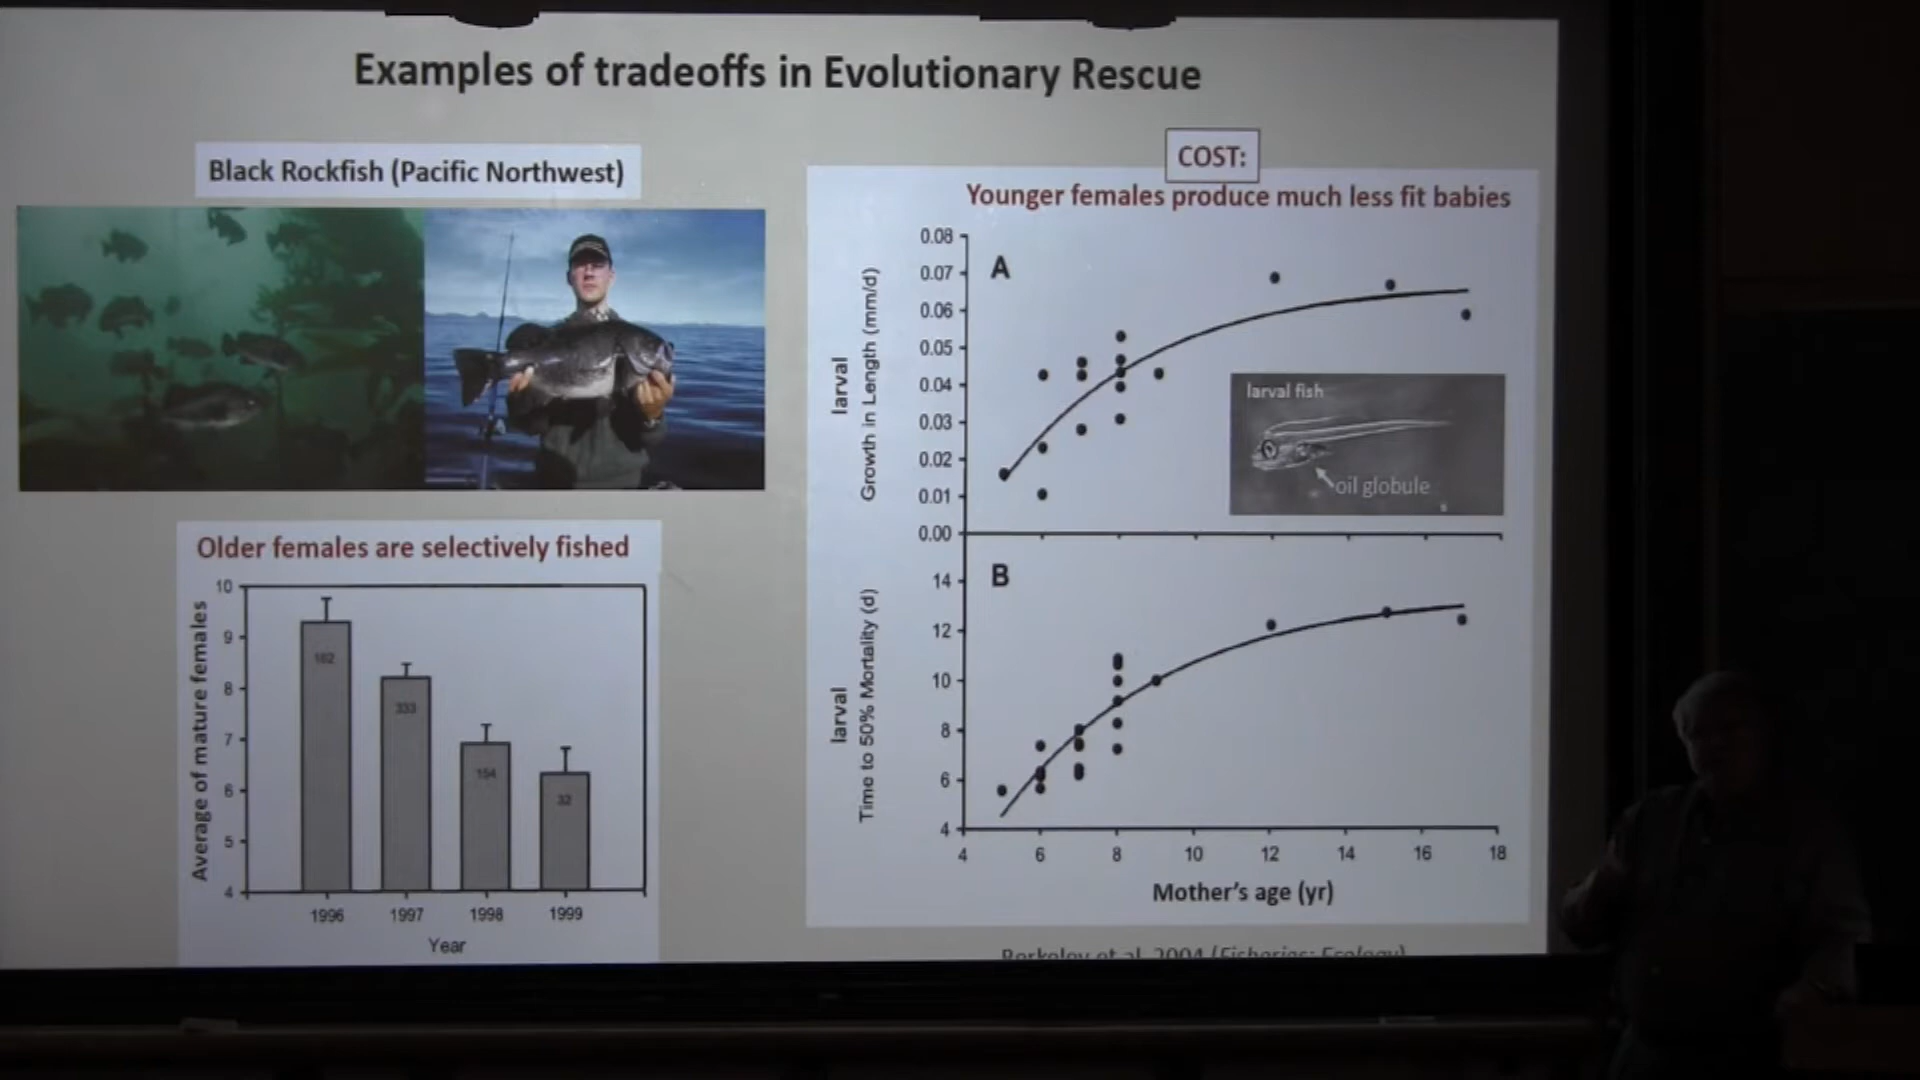 Examples of tradeoffs in Evolutionary Rescue
Black Rockfish (Pacific Northwest)
Older females are selectively fished
Average of mature females
10
9
8
7
6
5
4
162
333
154
32
1996 1997 1998 1999
Year
COST:
Younger females produce much less fit babies
A
larval
Growth in Length (mm/d)
0.08
0.07
0.06
0.05
0.04
0.03
0.02
0.01
0.00
larval fish
oil globule
B
larval
Time to 50% Mortality (d)
14
12
10
8
6
4
4 6 8 10 12 14 16 18
Mother's age (yr)
Berkeley et al. 2004 (Fisheries; Ecology)